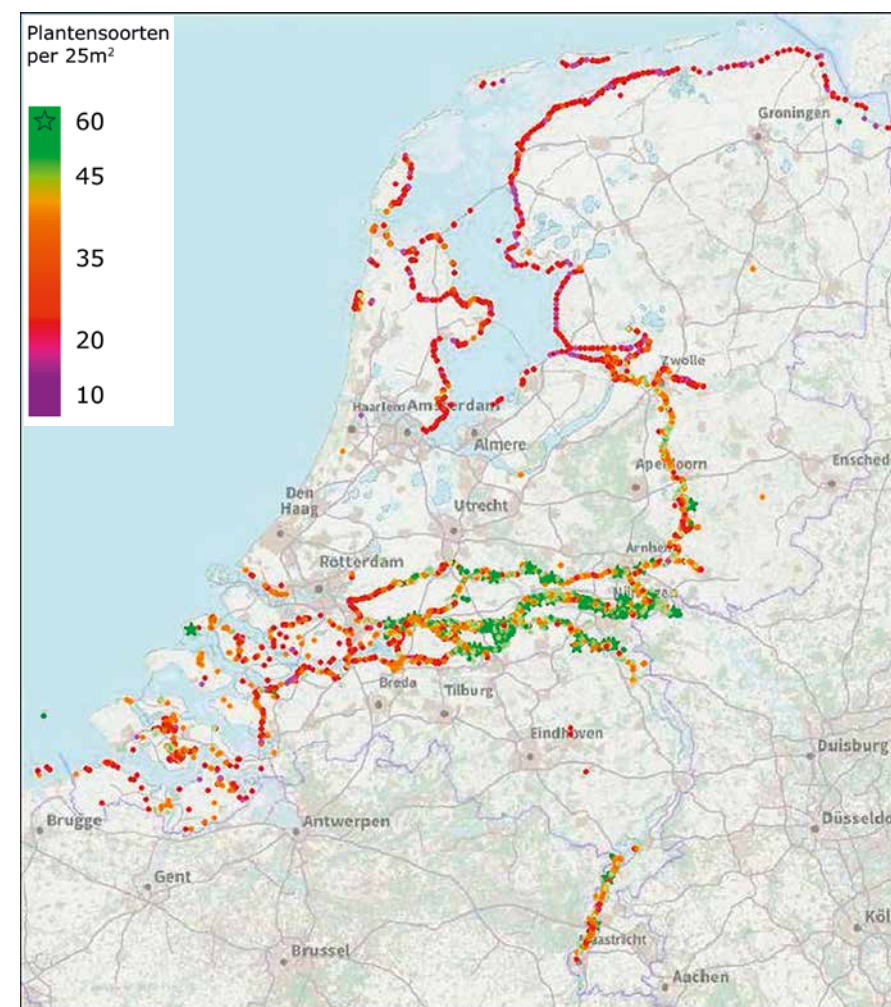 Plantensoorten
per 25m²
60
45
35
20
10
Groningen
Zwolle
Haarlem
Amsterdam
Almere
Apeldoorn
Enschede
Den
Haag
Utrecht
Arnhem
Rotterdam
Nijmegen
Breda
Tilburg
Eindhoven
Duisburg
Brugge
Antwerpen
Düsseldo
Gent
Maastricht
Köl
Brussel
Aachen